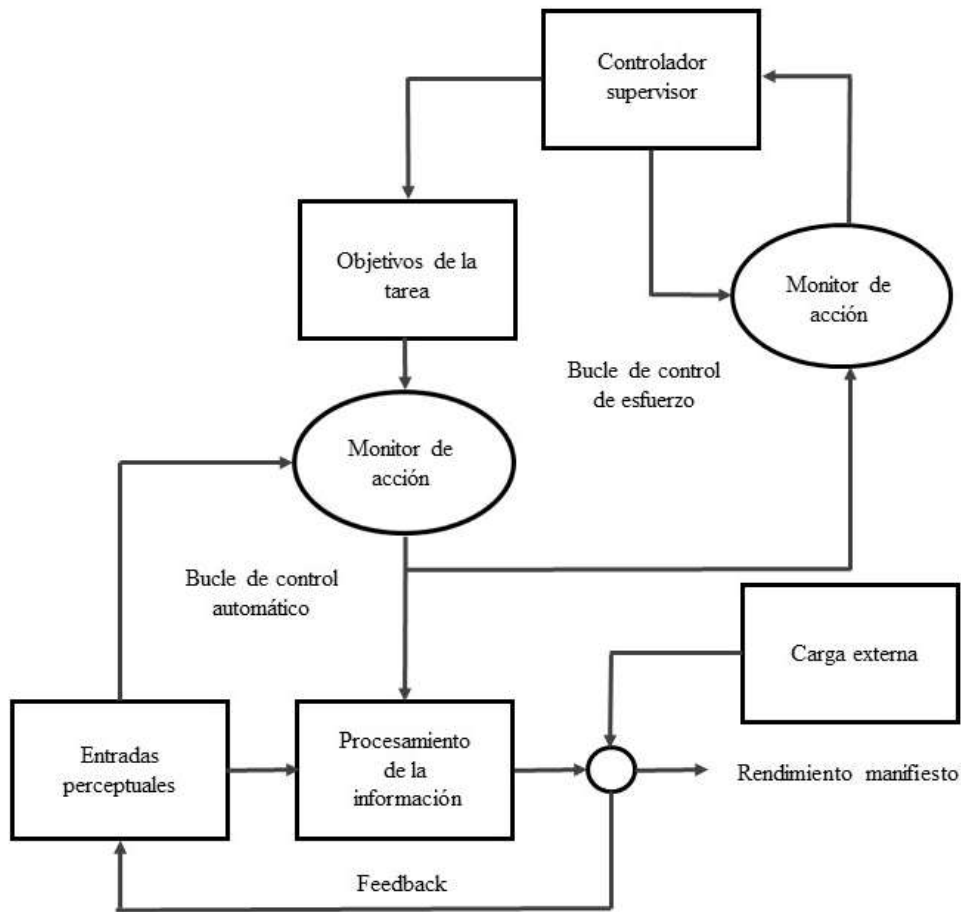 Controlador
supervisor
Objetivos de la
tarea
Monitor de
acción
Bucle de control
de esfuerzo
Monitor de
acción
Bucle de control
automático
Carga externa
Entradas
perceptuales
Procesamiento
de la
información
Rendimiento manifiesto
Feedback